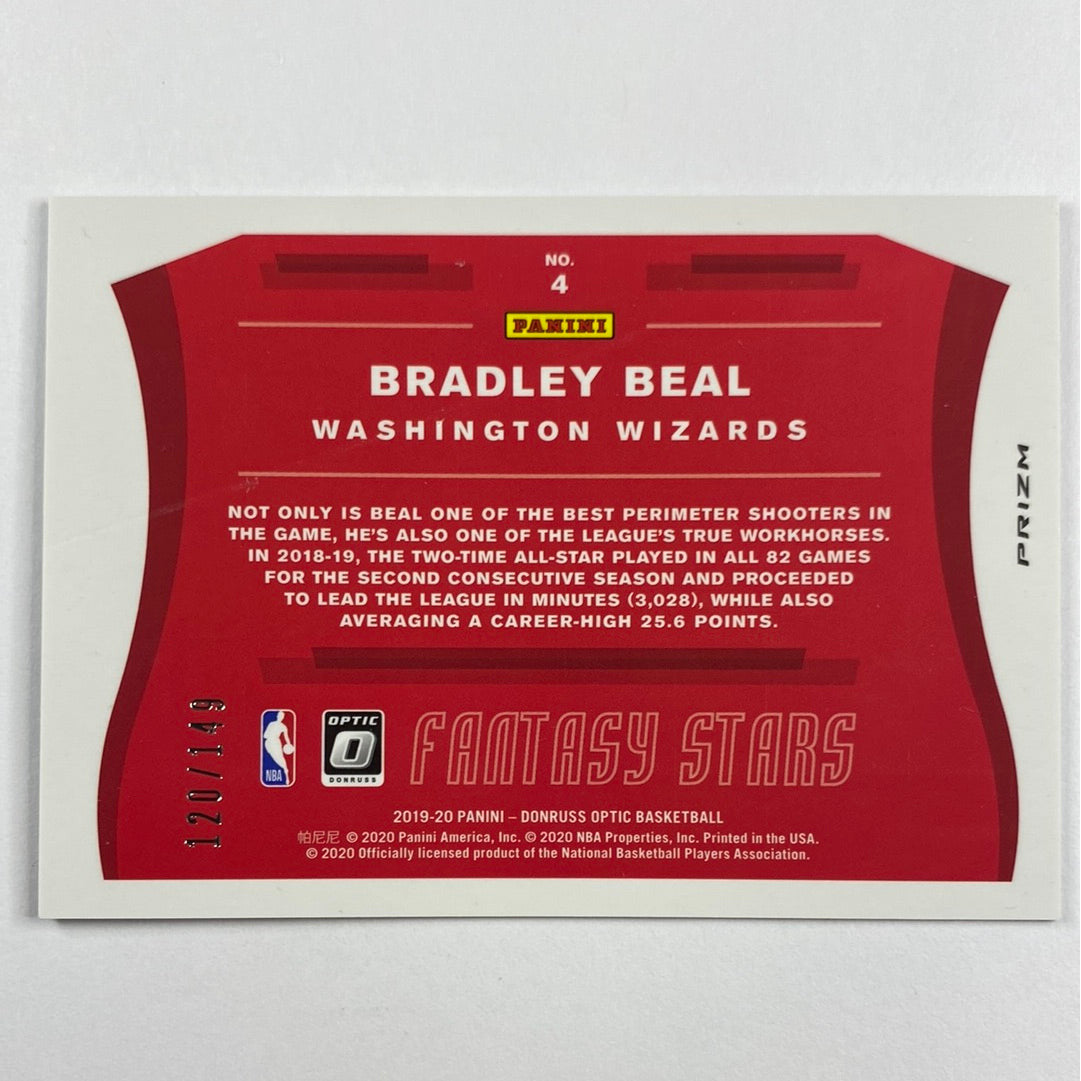 NO.
4
PANINI
BRADLEY BEAL
WASHINGTON WIZARDS
NOT ONLY IS BEAL ONE OF THE BEST PERIMETER SHOOTERS IN
THE GAME, HE'S ALSO ONE OF THE LEAGUE'S TRUE WORKHORSES.
IN 2018-19, THE TWO-TIME ALL-STAR PLAYED IN ALL 82 GAMES
FOR THE SECOND CONSECUTIVE SEASON AND PROCEEDED
TO LEAD THE LEAGUE IN MINUTES (3,028), WHILE ALSO
AVERAGING A CAREER-HIGH 25.6 POINTS.
PRIZM
120/149
NBA
OPTIC
DONRUSS
FANTASY STARS
2019-20 PANINI – DONRUSS OPTIC BASKETBALL
帕尼尼 © 2020 Panini America, Inc. © 2020 NBA Properties, Inc. Printed in the USA.
© 2020 Officially licensed product of the National Basketball Players Association.